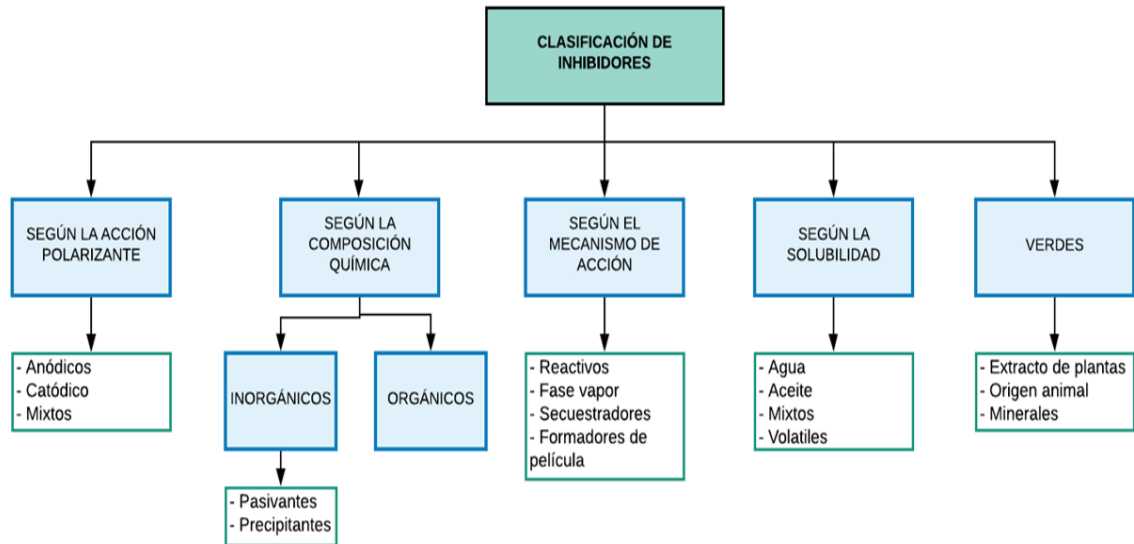 CLASIFICACIÓN DE
INHIBIDORES
SEGÚN LA ACCIÓN
POLARIZANTE
SEGÚN LA
COMPOSICIÓN
QUÍMICA
SEGÚN EL
MECANISMO DE
ACCIÓN
SEGÚN LA
SOLUBILIDAD
VERDES
- Anódicos
- Catódico
- Mixtos
INORGÁNICOS
ORGÁNICOS
- Reactivos
- Fase vapor
- Secuestradores
- Formadores de
película
- Agua
- Aceite
- Mixtos
- Volatiles
- Extracto de plantas
- Origen animal
- Minerales
- Pasivantes
- Precipitantes